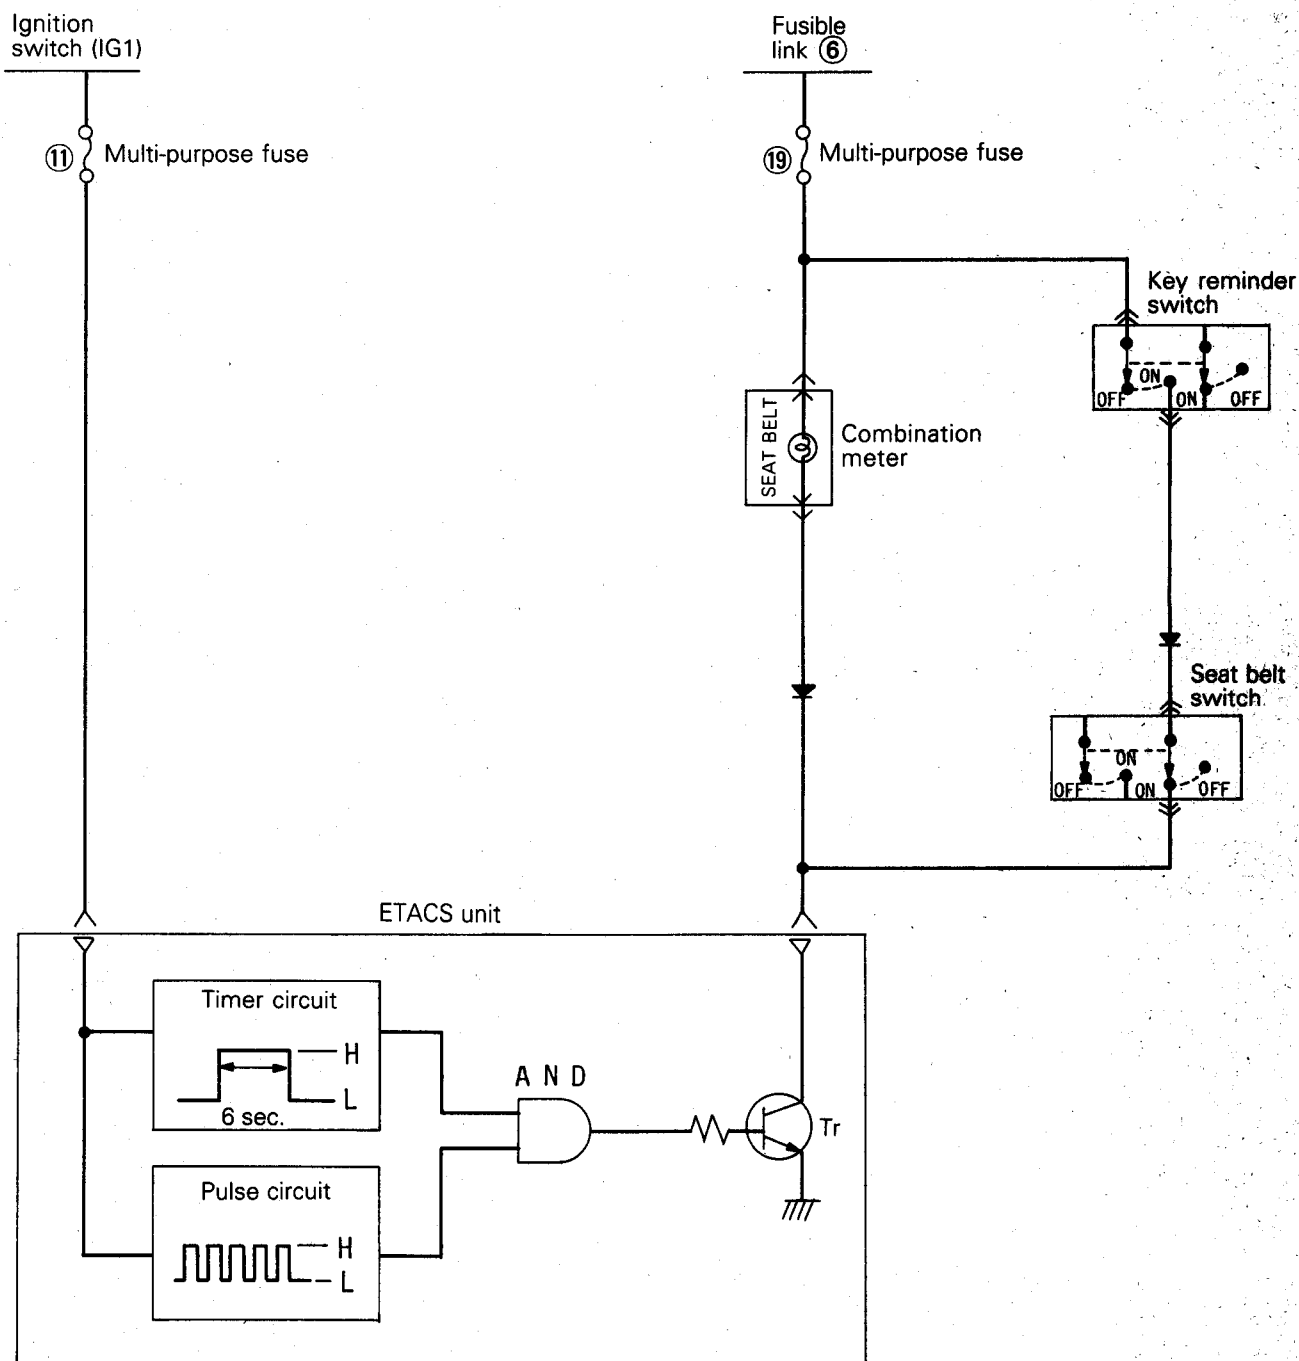 Ignition
switch (IG1)
Fusible
link ⑥
⑪ Multi-purpose fuse
⑲ Multi-purpose fuse
Key reminder
switch
ON
OFF
ON
OFF
SEAT BELT
Combination
meter
Seat belt
switch
ON
OFF
ON
OFF
ETACS unit
Timer circuit
H
L
6 sec.
AND
Tr
Pulse circuit
H
L